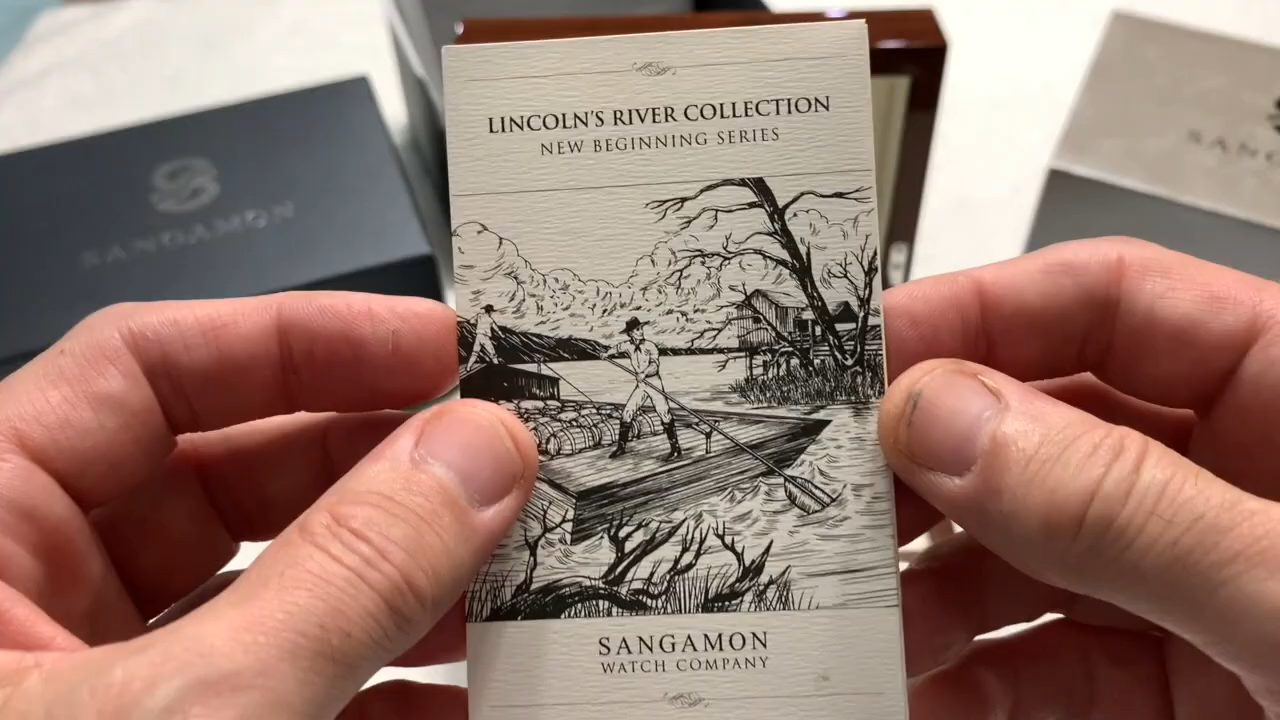 LINCOLN'S RIVER COLLECTION
NEW BEGINNING SERIES
SANGAMON
WATCH COMPANY
SANGAMON